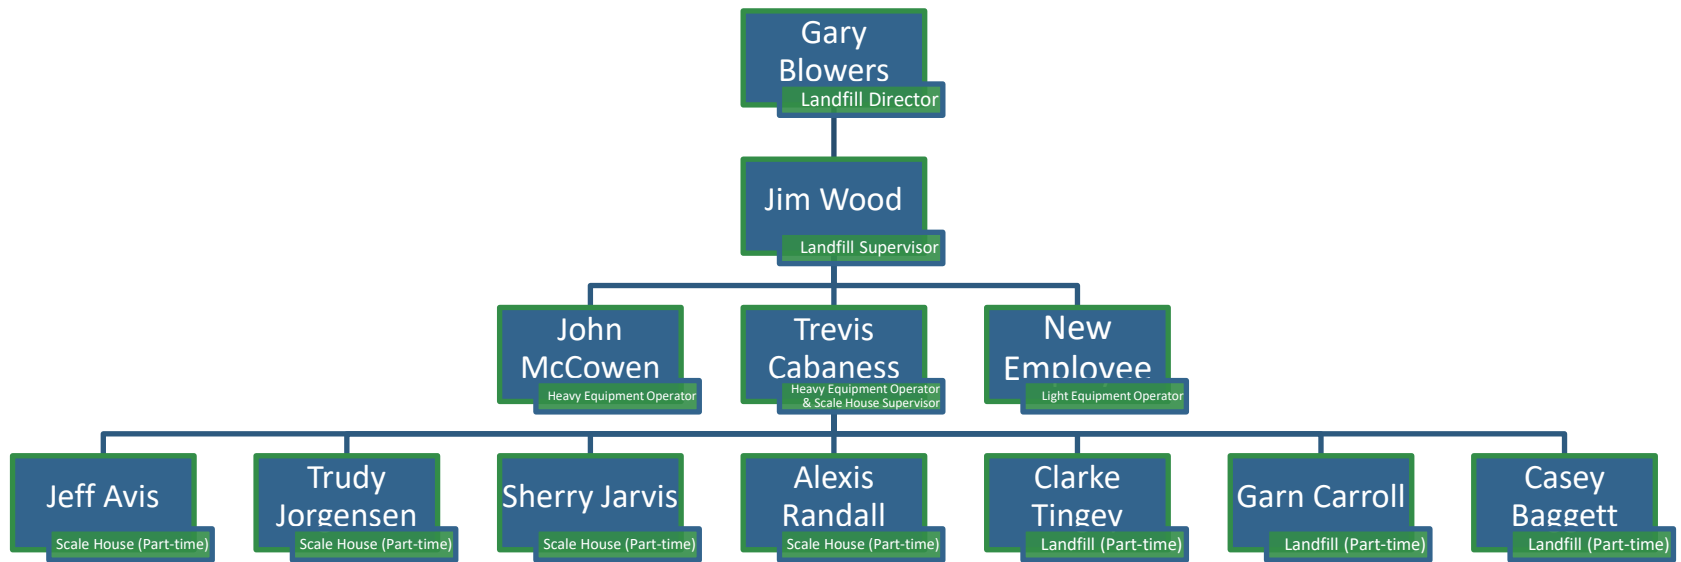 Gary
Blowers
Landfill Director
Jim Wood
Landfill Supervisor
John
McCowen
Heavy Equipment Operator
Trevis
Cabaness
Heavy Equipment Operator
& Scale House Supervisor
New
Employee
Light Equipment Operator
Jeff Avis
Scale House (Part-time)
Trudy
Jorgensen
Scale House (Part-time)
Sherry Jarvis
Scale House (Part-time)
Alexis
Randall
Scale House (Part-time)
Clarke
Tingey
Landfill (Part-time)
Garn Carroll
Landfill (Part-time)
Casey
Baggett
Landfill (Part-time)